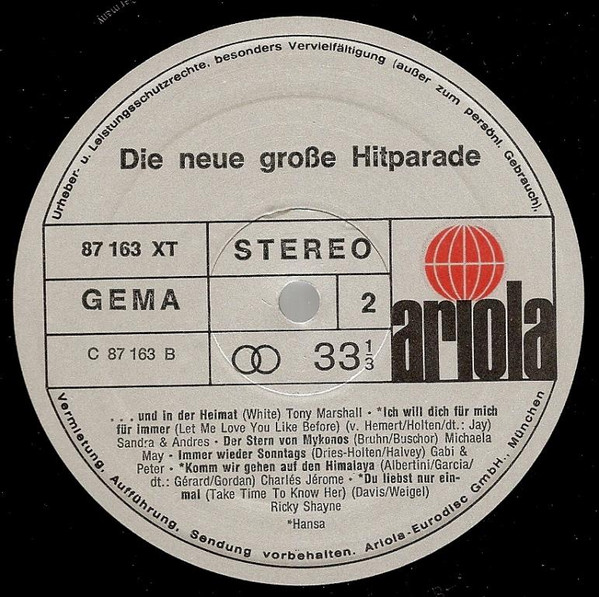 Urheber- u. Leistungsschutzrechte, besonders Vervielfältigung (außer zum persönl. Gebrauch),
Die neue große Hitparade
87 163 XT
STEREO
GEMA
2
C 87 163 B
33 1/3
ariola
. . . und in der Heimat (White) Tony Marshall - *Ich will dich für mich
für immer (Let Me Love You Like Before) (v. Hemert/Holten/dt.: Jay)
Sandra & Andres - Der Stern von Mykonos (Bruhn/Buschor) Michaela
May - Immer wieder Sonntags (Dries-Holten/Halvey) Gabi &
Peter - *Komm wir gehen auf den Himalaya (Albertini/Garcia/
dt.: Gérard/Gordan) Charlés Jérome - *Du liebst nur ein-
mal (Take Time To Know Her) (Davis/Weigel)
Ricky Shayne
*Hansa
Vermietung, Aufführung, Sendung vorbehalten. Ariola-Eurodisc GmbH., München